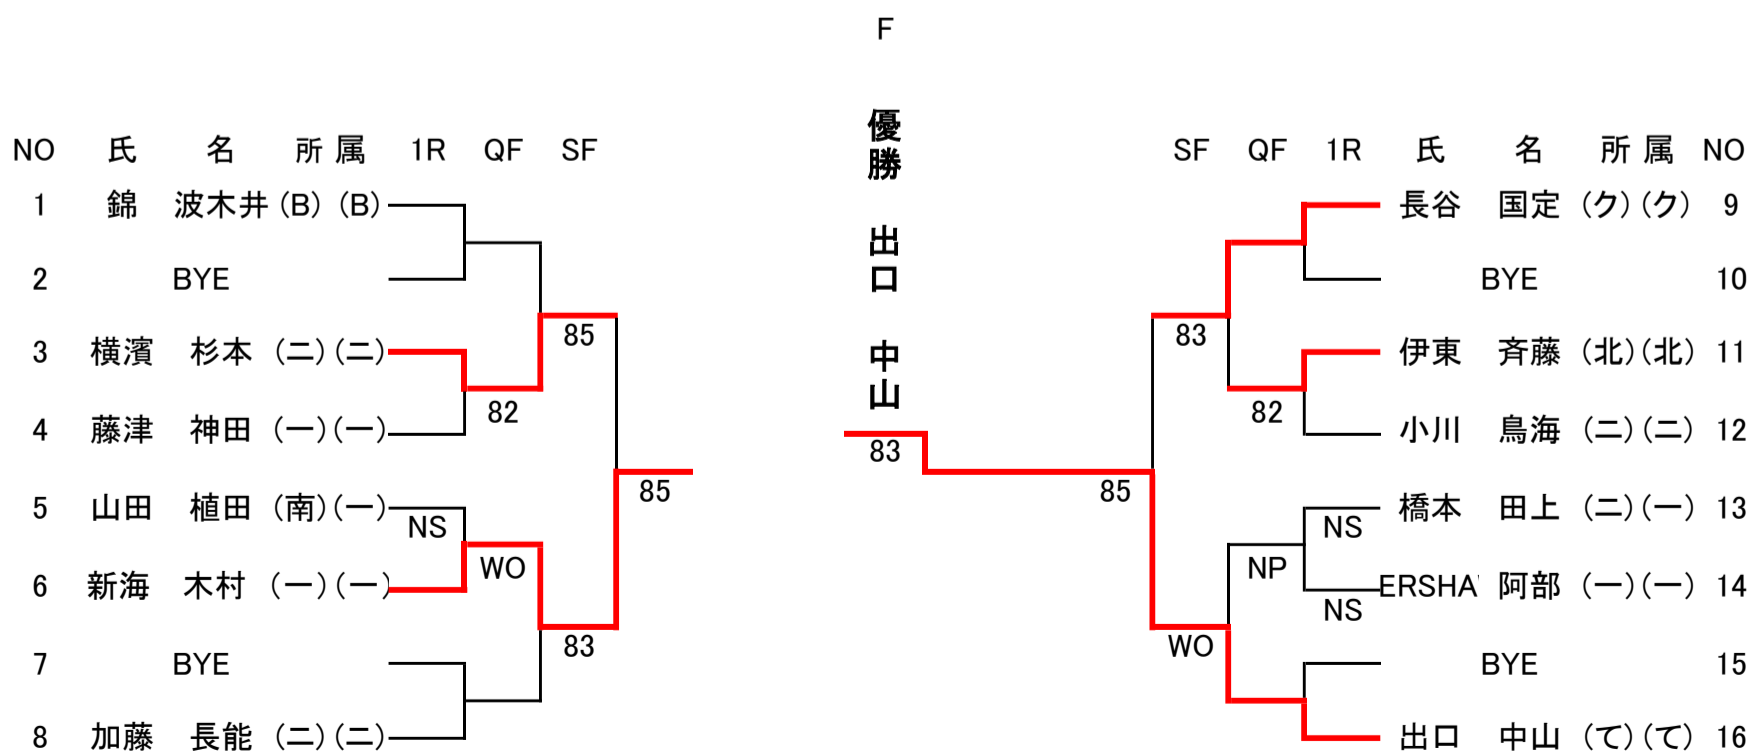 F
優勝 出口 中山
NO 氏 名 所属 1R QF SF
SF QF 1R 氏 名 所属 NO
1 錦 波木井 (B) (B)
2 BYE
3 横濱 杉本 (二) (二)
4 藤津 神田 (一) (一)
5 山田 植田 (南) (一)
6 新海 木村 (一) (一)
7 BYE
8 加藤 長能 (二) (二)
82
NS
WO
85
83
85
83
85
83
WO
82
NP
NS
NS
長谷 国定 (ク) (ク) 9
BYE 10
伊東 斉藤 (北) (北) 11
小川 鳥海 (二) (二) 12
橋本 田上 (二) (一) 13
ERSHA 阿部 (一) (一) 14
BYE 15
出口 中山 (て) (て) 16